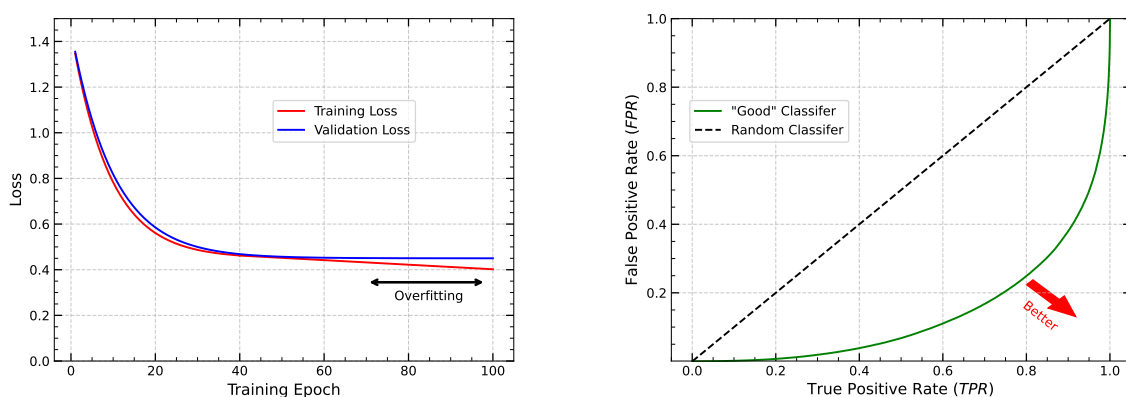 1.4
1.2
1.0
0.8
0.6
0.4
0.2
0.0
Loss
Training Loss
Validation Loss
Overfitting
0 20 40 60 80 100
Training Epoch
1.0
0.8
0.6
0.4
0.2
False Positive Rate (FPR)
"Good" Classifer
Random Classifer
Better
0.0 0.2 0.4 0.6 0.8 1.0
True Positive Rate (TPR)